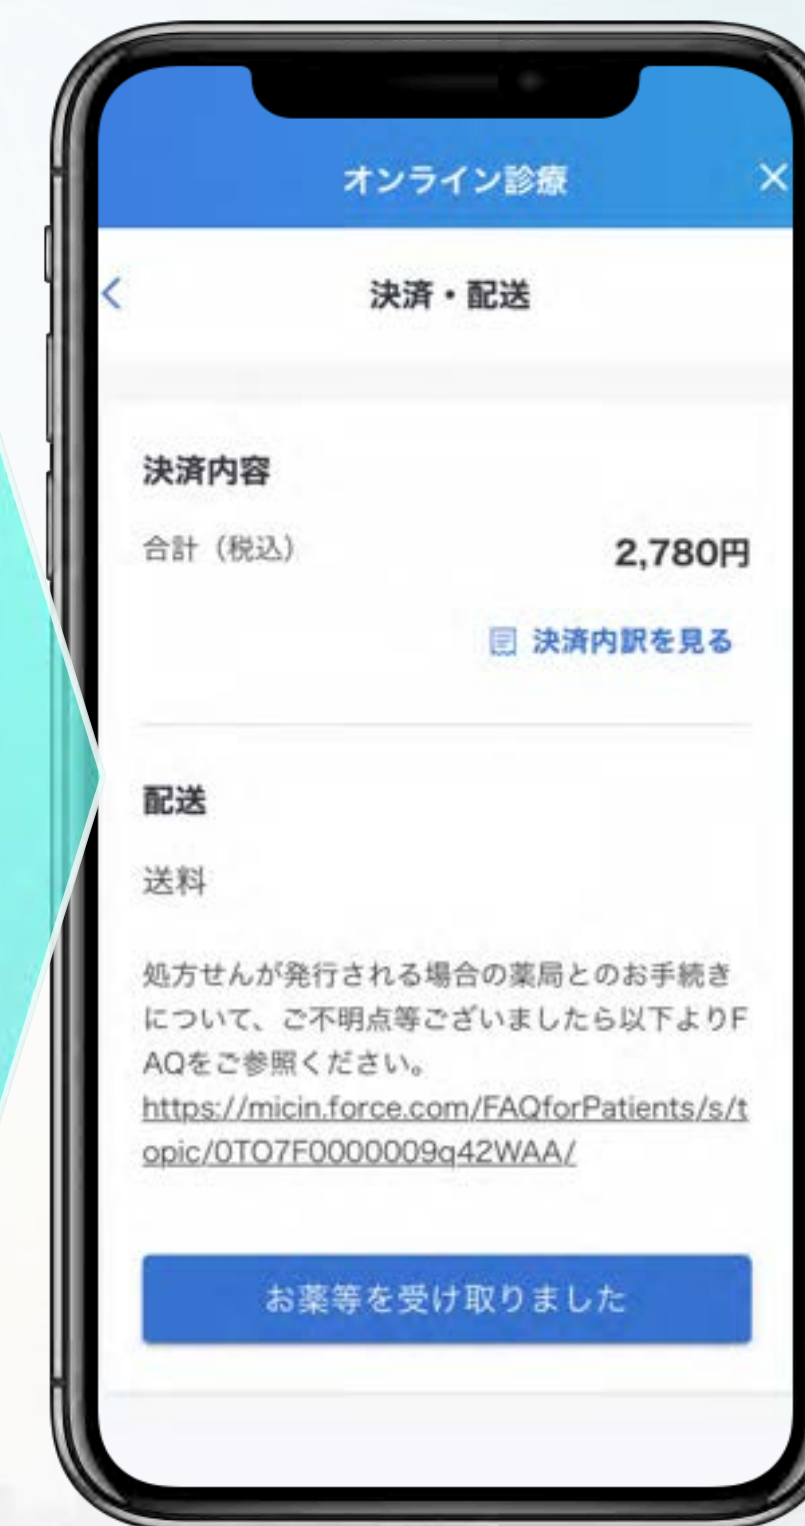 オンライン診療
決済・配送
決済内容
合計（税込） 2,780円
決済内訳を見る
配送
送料
処方せんが発行される場合の薬局とのお手続き
について、ご不明点等ございましたら以下よりF
AQをご参照ください。
https://micin.force.com/FAQforPatients/s/t
opic/0TO7F0000009q42WAA/
お薬等を受け取りました